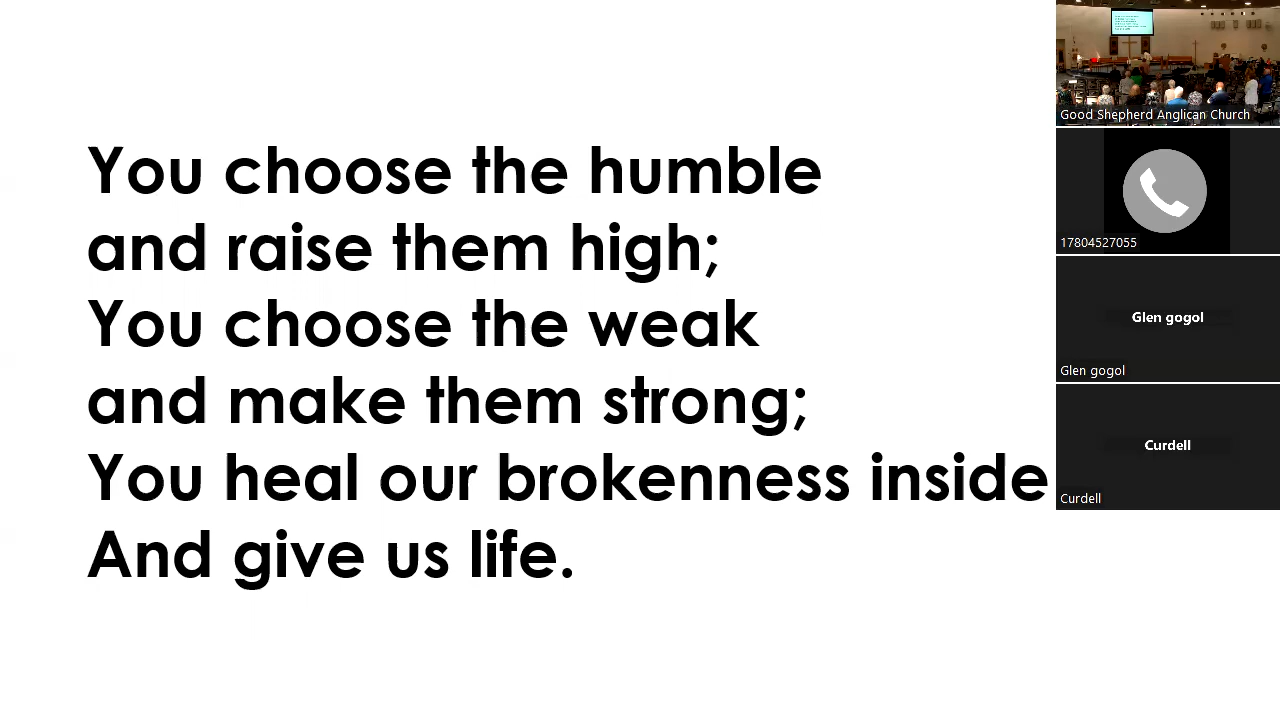 You choose the humble
and raise them high;
You choose the weak
and make them strong;
You heal our brokenness inside
And give us life.
Good Shepherd Anglican Church
17804527055
Glen gogol
Glen gogol
Curdell
Curdell